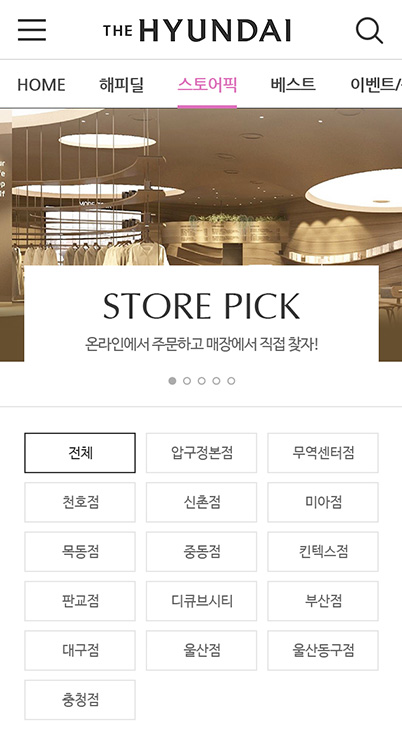 THE HYUNDAI
HOME 해피딜 스토어픽 베스트 이벤트/
STORE PICK
온라인에서 주문하고 매장에서 직접 찾자!
전체 압구정본점 무역센터점
천호점 신촌점 미아점
목동점 중동점 킨텍스점
판교점 디큐브시티 부산점
대구점 울산점 울산동구점
충청점